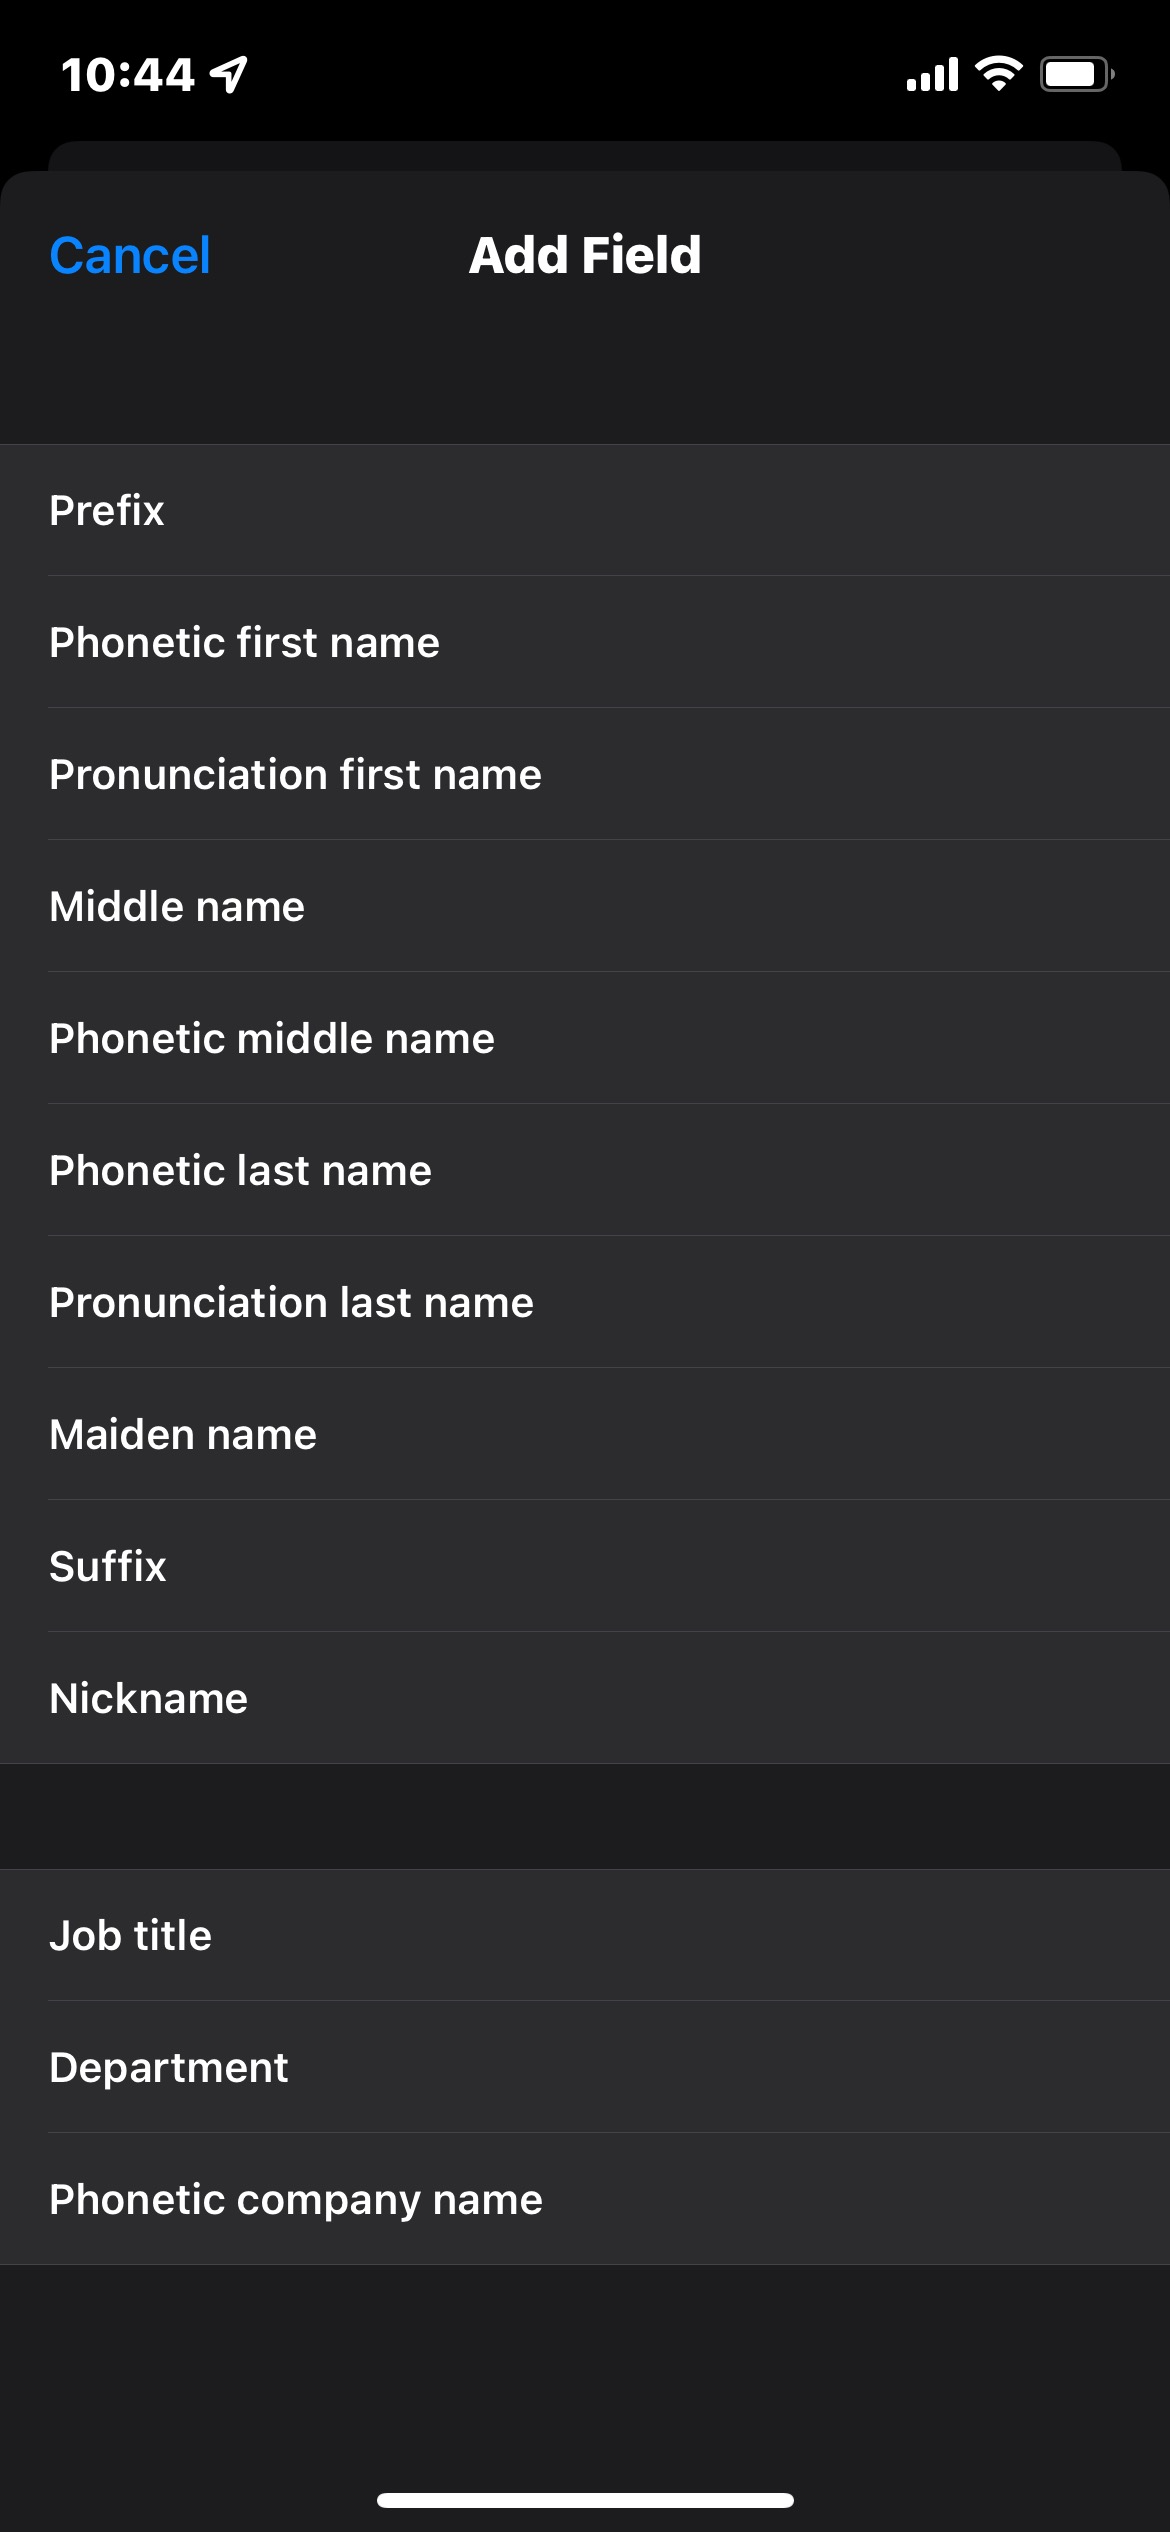 10:44
Cancel
Add Field
Prefix
Phonetic first name
Pronunciation first name
Middle name
Phonetic middle name
Phonetic last name
Pronunciation last name
Maiden name
Suffix
Nickname
Job title
Department
Phonetic company name